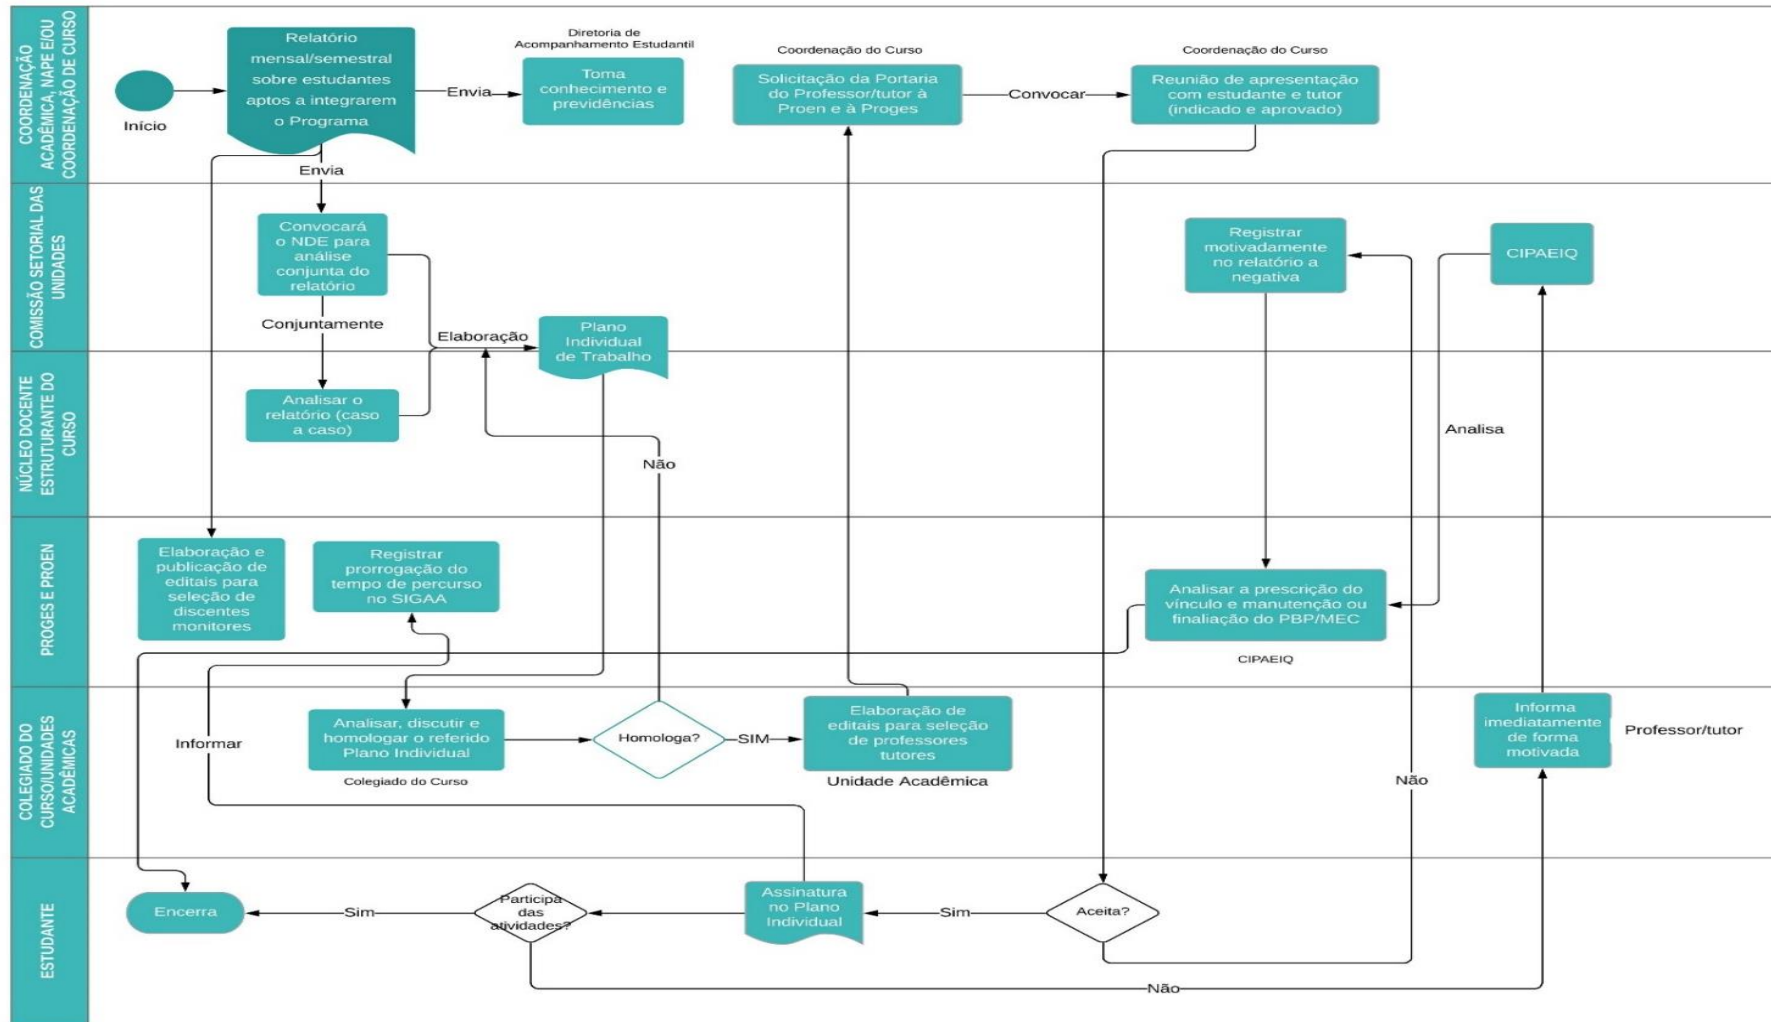 COORDENAÇÃO
ACADÊMICA, NAPE E/OU
COORDENAÇÃO DE CURSO
Início
Relatório
mensal/semestral
sobre estudantes
aptos a integrarem
o Programa
Envia
Diretoria de
Acompanhamento Estudantil
Toma
conhecimento e
previdências
Coordenação do Curso
Solicitação da Portaria
do Professor/tutor à
Proen e à Proges
Convocar
Coordenação do Curso
Reunião de apresentação
com estudante e tutor
(indicado e aprovado)
Envia
COMISSÃO SETORIAL DAS
UNIDADES
Convocará
o NDE para
análise
conjunta do
relatório
Conjuntamente
Elaboração
Plano
Individual
de Trabalho
Registrar
motivadamente
no relatório a
negativa
CIPAEIQ
NÚCLEO DOCENTE
ESTRUTURANTE DO
CURSO
Analisar o
relatório (caso
a caso)
Não
Analisa
PROGES E PROEN
Elaboração e
publicação de
editais para
seleção de
discentes
monitores
Registrar
prorrogação do
tempo de percurso
no SIGAA
Analisar a prescrição do
vínculo e manutenção ou
finaliação do PBP/MEC
CIPAEIQ
COLEGIADO DO
CURSO/UNIDADES
ACADÊMICAS
Informar
Analisar, discutir e
homologar o referido
Plano Individual
Colegiado do Curso
Homologa?
SIM
Elaboração de
editais para seleção
de professores
tutores
Unidade Acadêmica
Não
Informa
imediatamente
de forma
motivada
Professor/tutor
ESTUDANTE
Encerra
Sim
Participa
das
atividades?
Assinatura
no Plano
Individual
Sim
Aceita?
Não